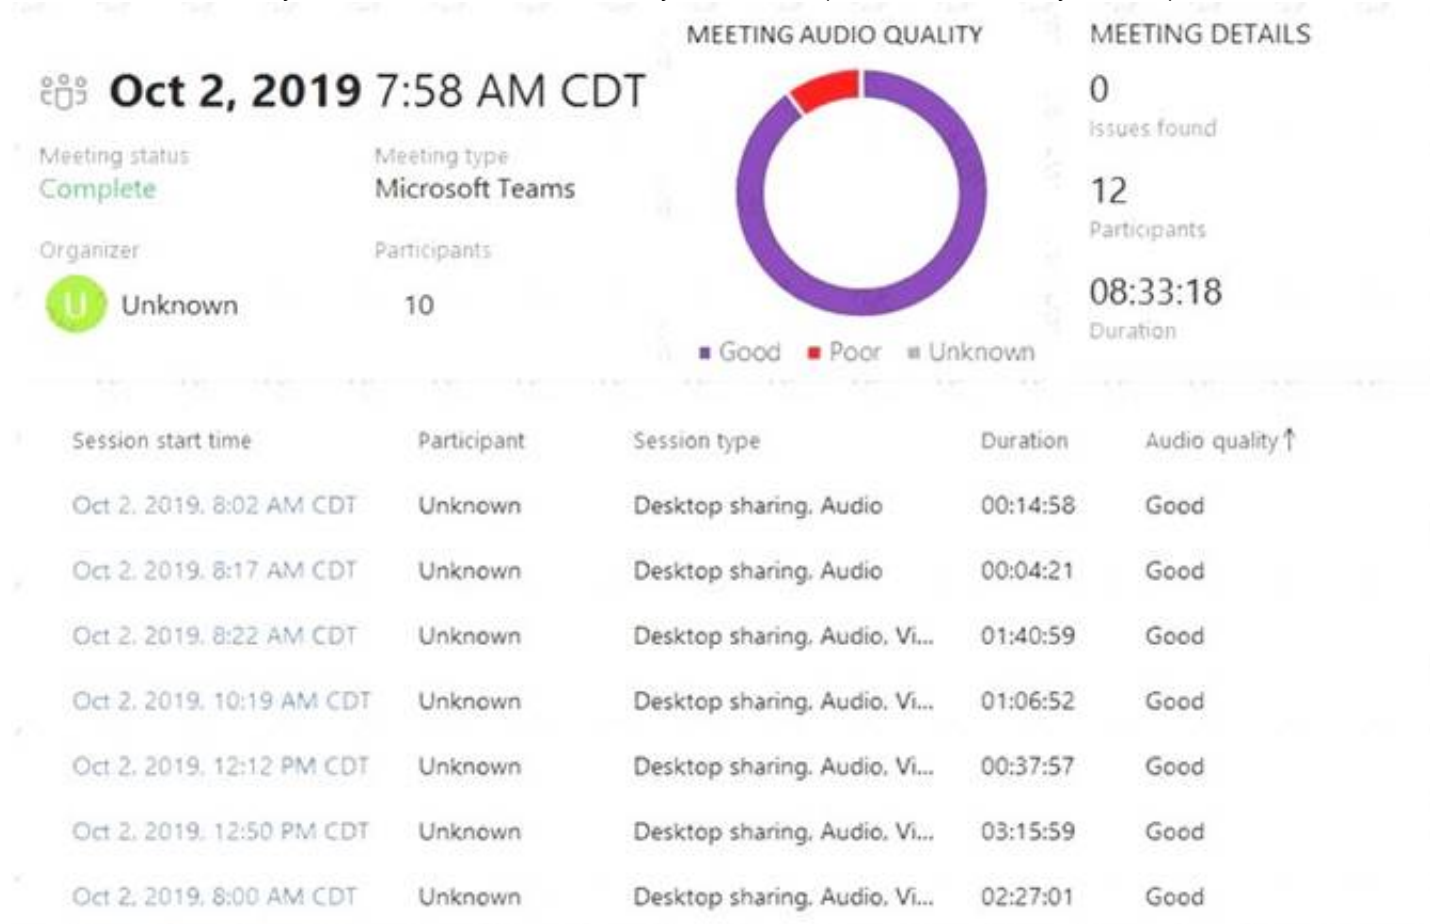 MEETING AUDIO QUALITY
MEETING DETAILS
Oct 2, 2019 7:58 AM CDT
0
Issues found
Meeting status
Meeting type
Complete
Microsoft Teams
12
Participants
Organizer
Participants
U Unknown
10
08:33:18
Duration
Good Poor Unknown
Session start time Participant Session type Duration Audio quality↑
Oct 2, 2019, 8:02 AM CDT Unknown Desktop sharing, Audio 00:14:58 Good
Oct 2, 2019, 8:17 AM CDT Unknown Desktop sharing, Audio 00:04:21 Good
Oct 2, 2019, 8:22 AM CDT Unknown Desktop sharing, Audio, Vi... 01:40:59 Good
Oct 2, 2019, 10:19 AM CDT Unknown Desktop sharing, Audio, Vi... 01:06:52 Good
Oct 2, 2019, 12:12 PM CDT Unknown Desktop sharing, Audio, Vi... 00:37:57 Good
Oct 2, 2019, 12:50 PM CDT Unknown Desktop sharing, Audio, Vi... 03:15:59 Good
Oct 2, 2019, 8:00 AM CDT Unknown Desktop sharing, Audio, Vi... 02:27:01 Good